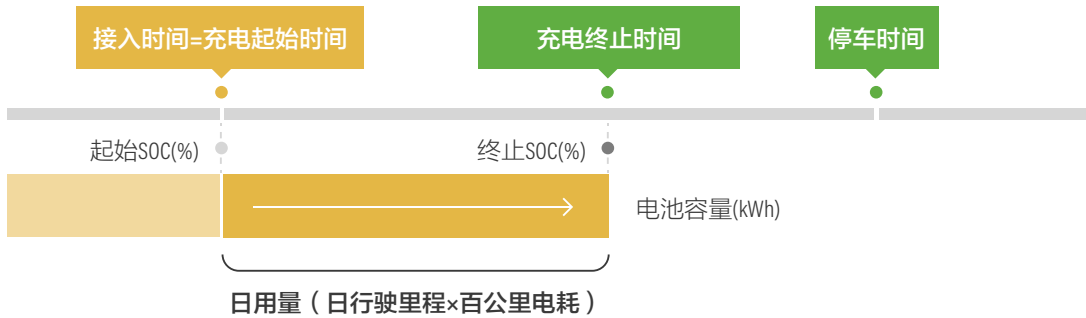 接入时间=充电起始时间
充电终止时间
停车时间
起始SOC(%)
终止SOC(%)
电池容量(kWh)
日用量（日行驶里程×百公里电耗）